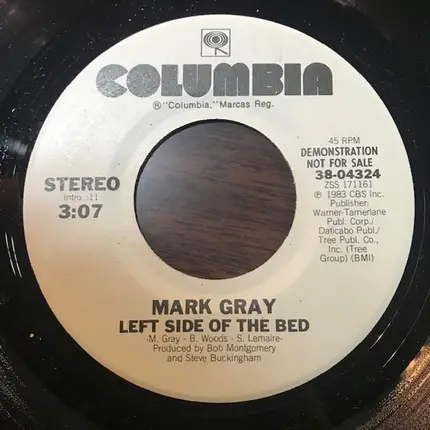 COLUMBIA
® "Columbia," Marcas Reg.
45 RPM
DEMONSTRATION
NOT FOR SALE
38-04324
ZSS 171161
℗ 1983 CBS Inc.
Publisher:
Warner-Tamerlane
Publ. Corp./
Daticabo Publ./
Tree Publ. Co.,
Inc. (Tree
Group) (BMI)
STEREO
Intro :11
3:07
MARK GRAY
LEFT SIDE OF THE BED
-M. Gray - B. Woods - S. Lemaire-
Produced by Bob Montgomery
and Steve Buckingham